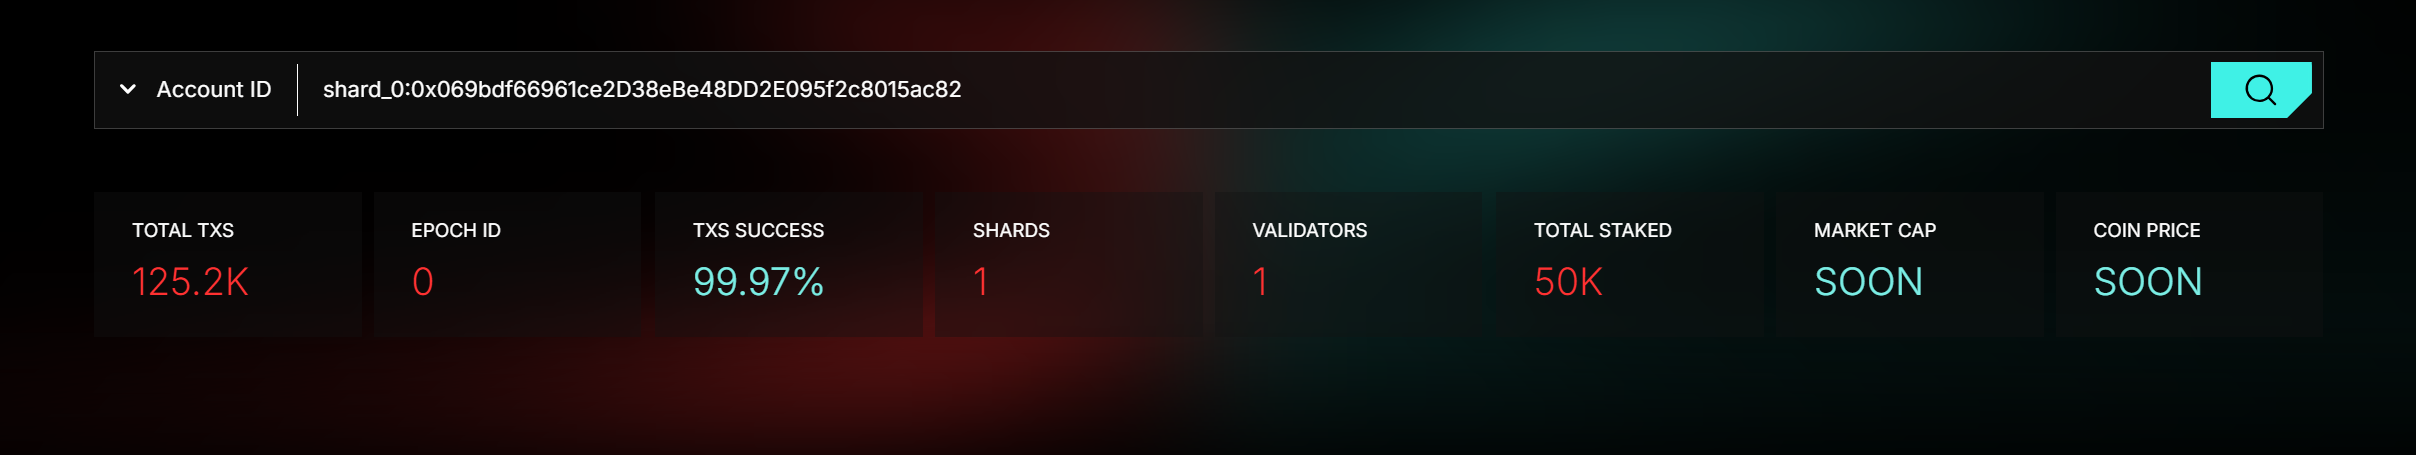 Account ID
shard_0:0x069bdf66961ce2D38eBe48DD2E095f2c8015ac82
TOTAL TXS
125.2K
EPOCH ID
0
TXS SUCCESS
99.97%
SHARDS
1
VALIDATORS
1
TOTAL STAKED
50K
MARKET CAP
SOON
COIN PRICE
SOON